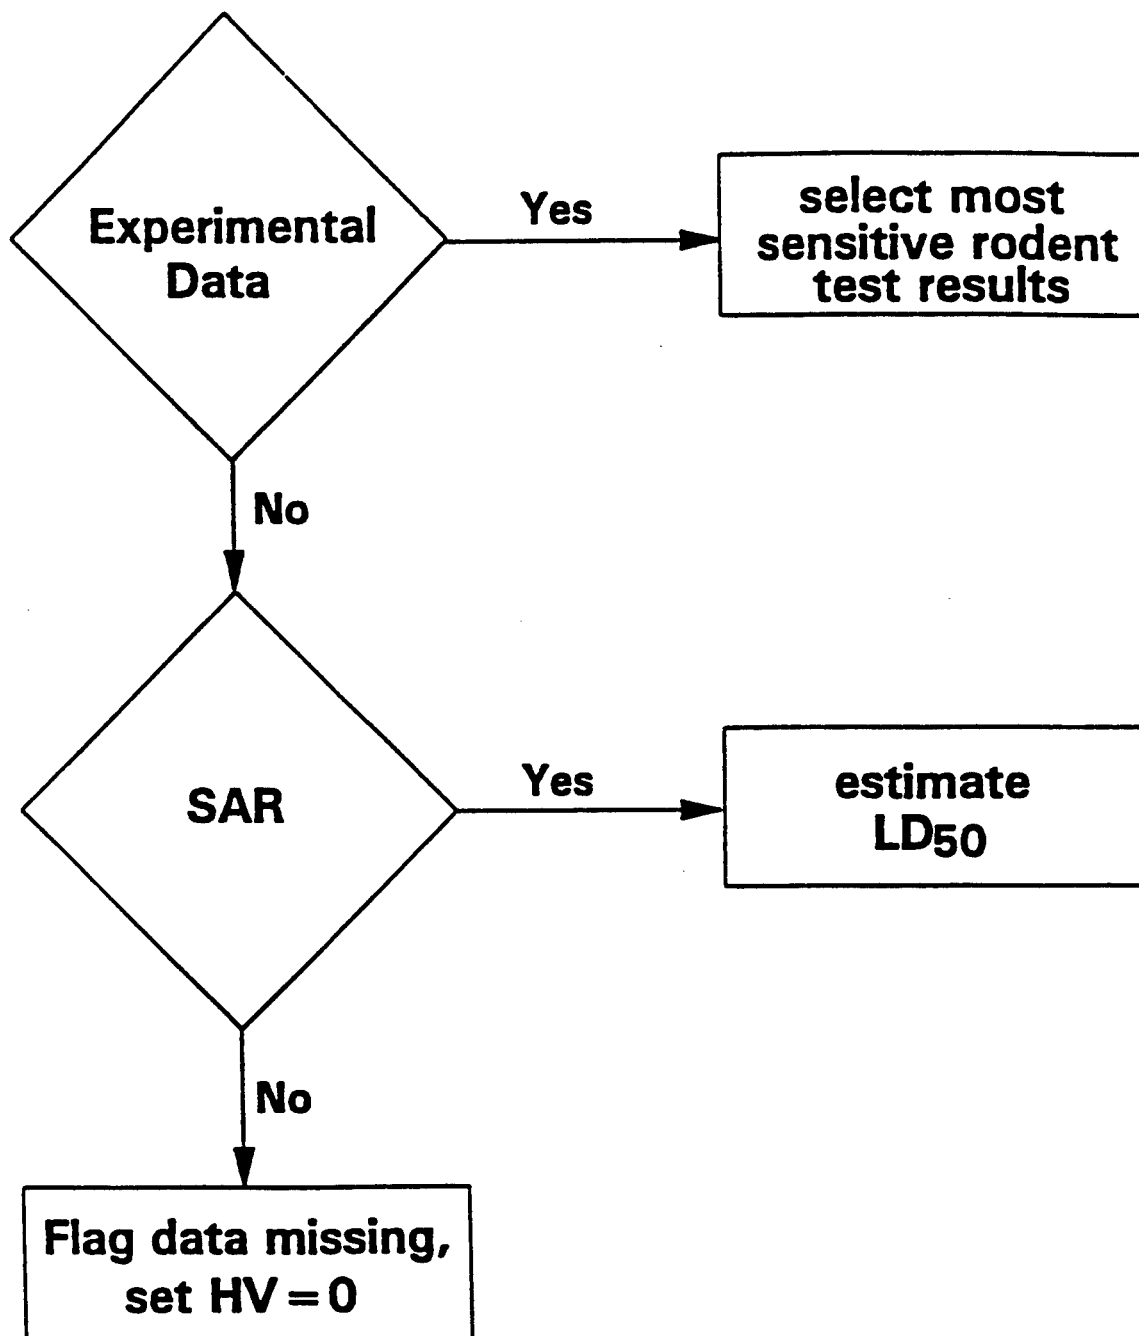 Experimental
Data
Yes
select most
sensitive rodent
test results
No
SAR
Yes
estimate
LD50
No
Flag data missing,
set HV = 0